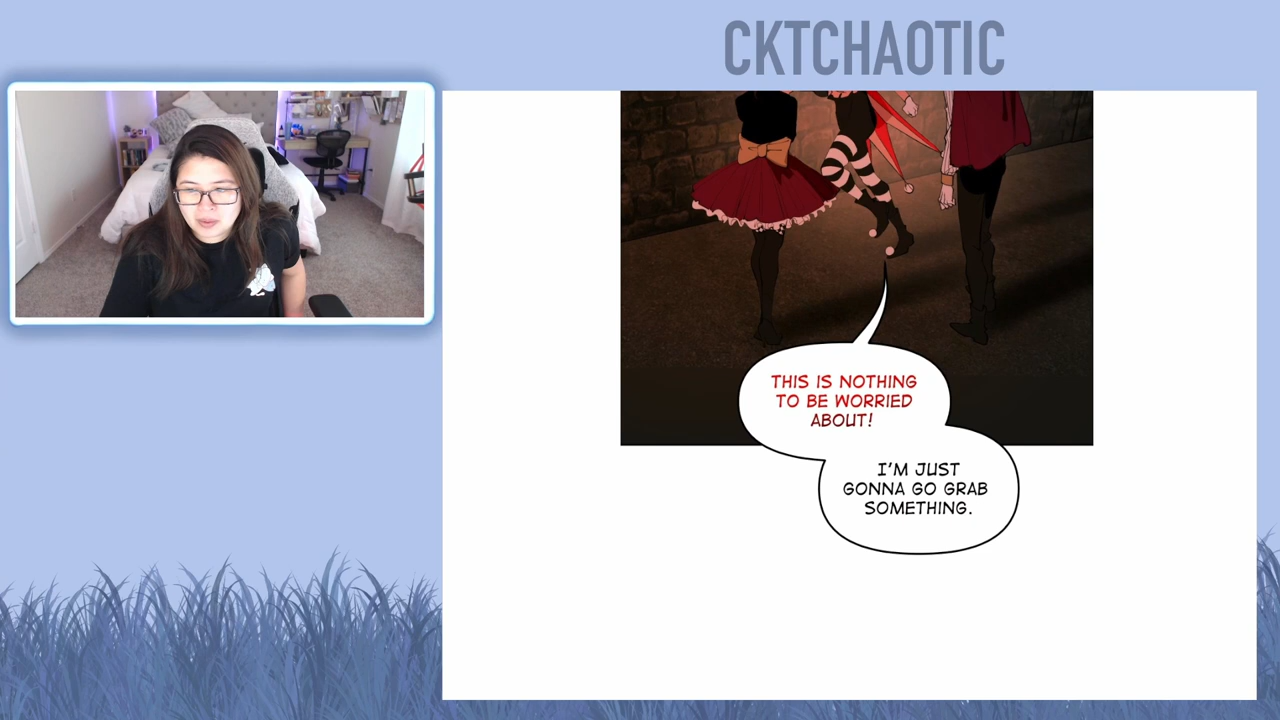 CKTCHAOTIC
THIS IS NOTHING
TO BE WORRIED
ABOUT!
I'M JUST
GONNA GO GRAB
SOMETHING.